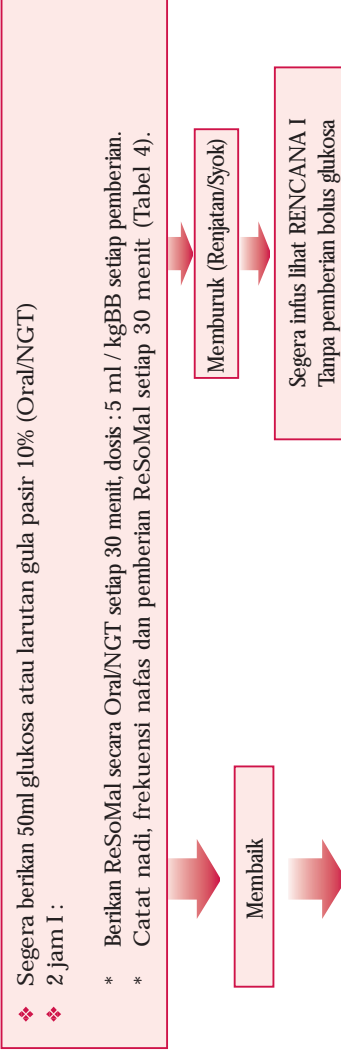 ❖ Segera berikan 50ml glukosa atau larutan gula pasir 10% (Oral/NGT)
❖ 2 jam I :
* Berikan ReSoMal secara Oral/NGT setiap 30 menit, dosis : 5 ml / kgBB setiap pemberian.
* Catat nadi, frekuensi nafas dan pemberian ReSoMal setiap 30 menit (Tabel 4).
Membaik
Memburuk (Renjatan/Syok)
Segera infus lihat RENCANA I
Tanpa pemberian bolus glukosa